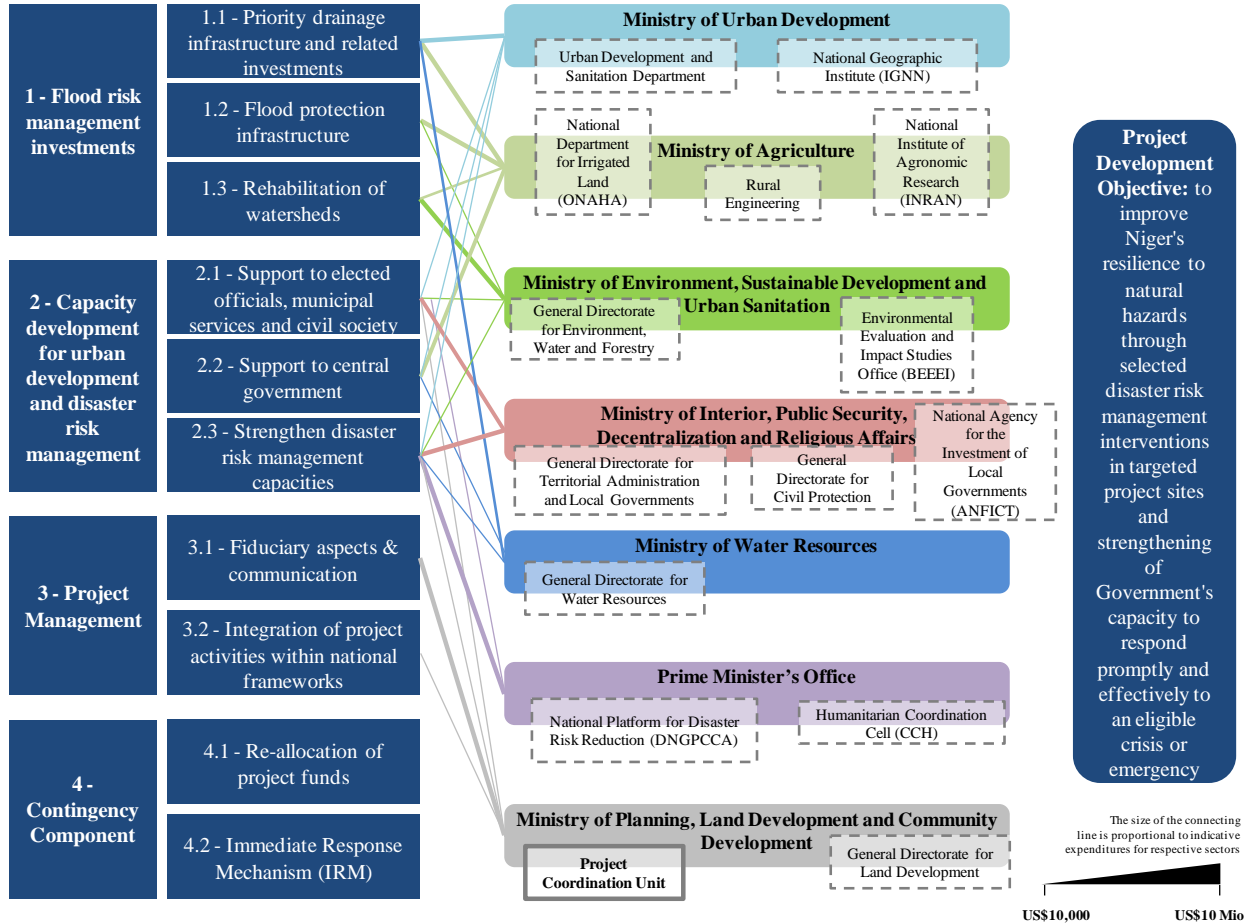 1 - Flood risk
management
investments
1.1 - Priority drainage
infrastructure and related
investments
1.2 - Flood protection
infrastructure
1.3 - Rehabilitation of
watersheds
2 - Capacity
development
for urban
development
and disaster
risk
management
2.1 - Support to elected
officials, municipal
services and civil society
2.2 - Support to central
government
2.3 - Strengthen disaster
risk management
capacities
3 - Project
Management
3.1 - Fiduciary aspects &
communication
3.2 - Integration of project
activities within national
frameworks
4 -
Contingency
Component
4.1 - Re-allocation of
project funds
4.2 - Immediate Response
Mechanism (IRM)
Ministry of Urban Development
Urban Development and
Sanitation Department
National Geographic
Institute (IGNN)
Ministry of Agriculture
National
Department
for Irrigated
Land
(ONAHA)
Rural
Engineering
National
Institute of
Agronomic
Research
(INRAN)
Ministry of Environment, Sustainable Development and
Urban Sanitation
General Directorate
for Environment,
Water and Forestry
Environmental
Evaluation and
Impact Studies
Office (BEEEI)
Ministry of Interior, Public Security,
Decentralization and Religious Affairs
General Directorate for
Territorial Administration
and Local Governments
General
Directorate for
Civil Protection
National Agency
for the
Investment of
Local
Governments
(ANFICT)
Ministry of Water Resources
General Directorate for
Water Resources
Prime Minister's Office
National Platform for Disaster
Risk Reduction (DNGPCCA)
Humanitarian Coordination
Cell (CCH)
Ministry of Planning, Land Development and Community
Development
Project
Coordination Unit
General Directorate for
Land Development
Project
Development
Objective: to
improve
Niger's
resilience to
natural
hazards
through
selected
disaster risk
management
interventions
in targeted
project sites
and
strengthening
of
Government's
capacity to
respond
promptly and
effectively to
an eligible
crisis or
emergency
The size of the connecting
line is proportional to indicative
expenditures for respective sectors
US$10,000
US$10 Mio